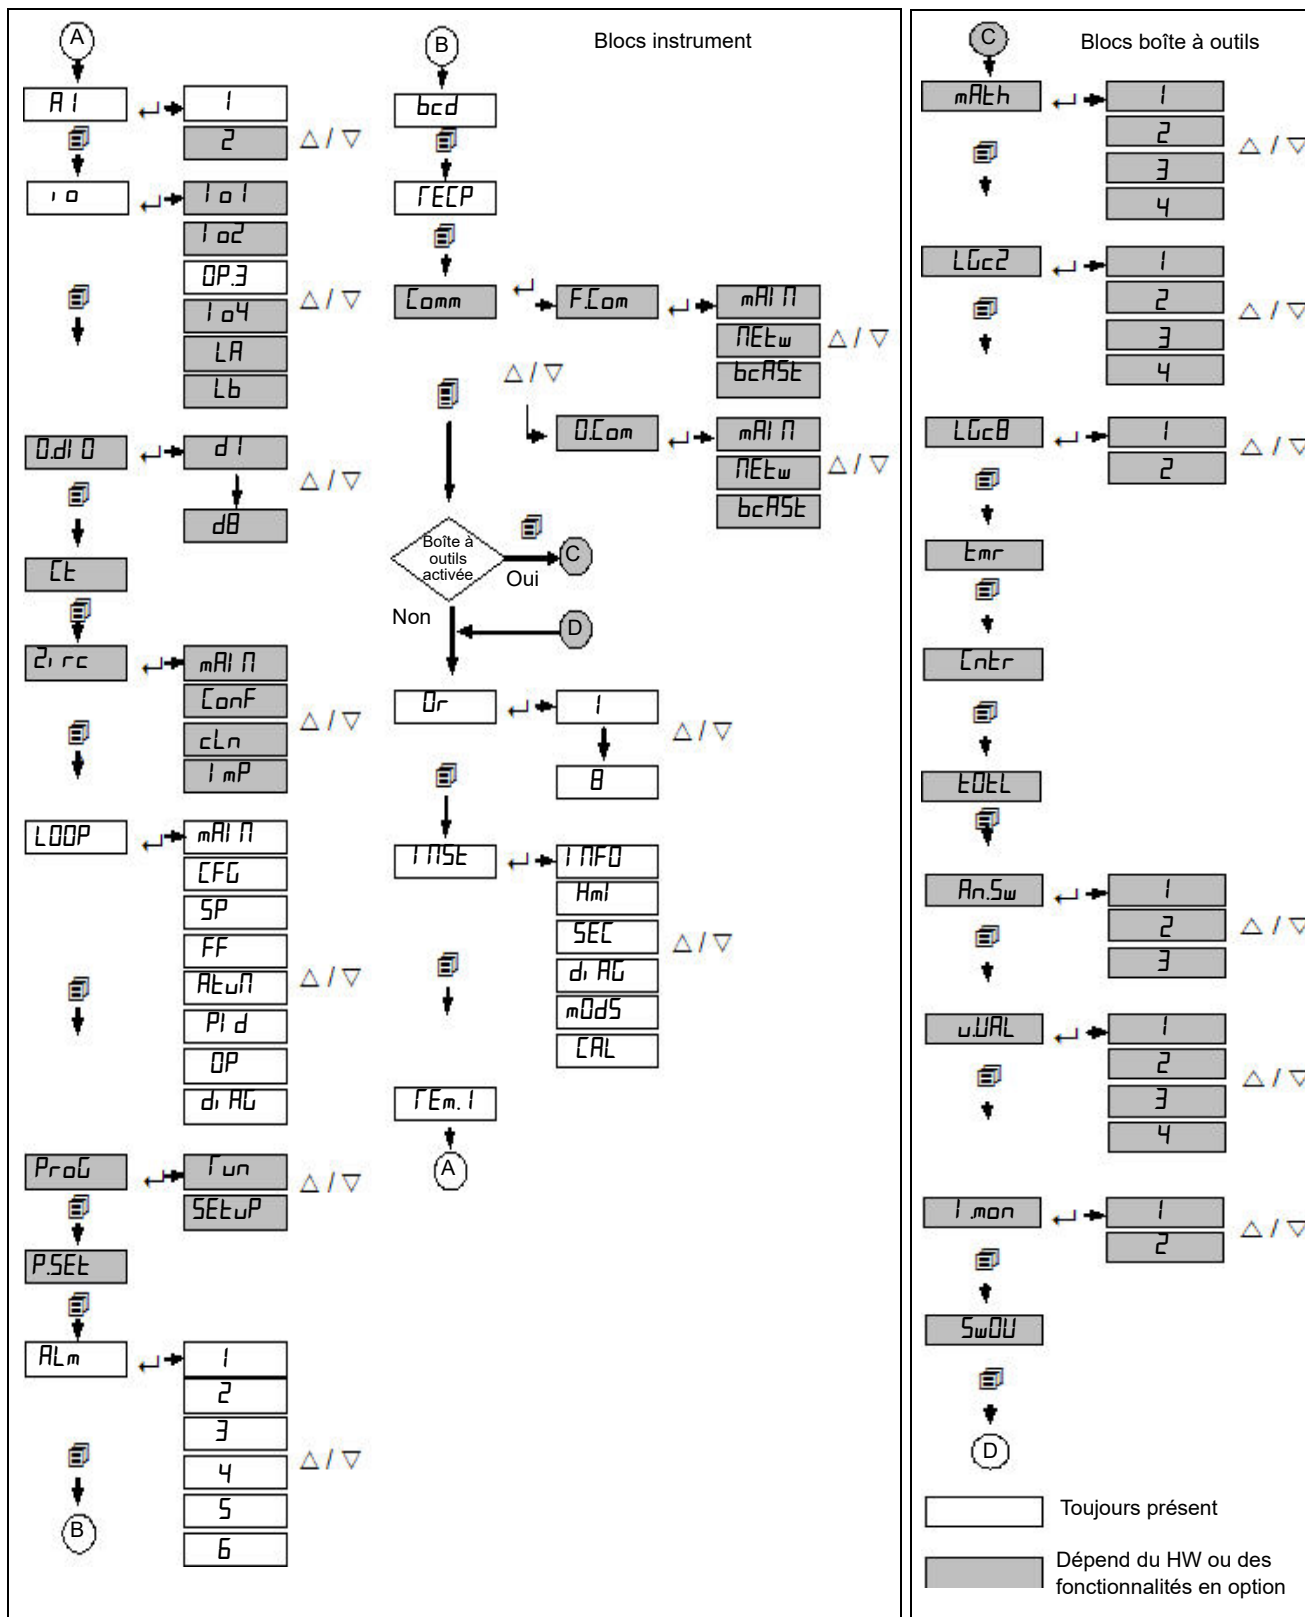 A
AI
1
2
△ / ▽
io
Io1
Io2
OP.3
Io4
LA
Lb
△ / ▽
O.dIO
d1
d8
△ / ▽
Ct
Zirc
mAIN
ConF
cLn
ImP
△ / ▽
LOOP
mAIN
CFG
SP
FF
AtuN
PId
OP
diAG
△ / ▽
ProG
run
SEtuP
△ / ▽
P.SEt
ALm
1
2
3
4
5
6
△ / ▽
B
Blocs instrument
B
bcd
rECP
Comm
F.Com
mAIN
NEtw
bcASt
△ / ▽
△ / ▽
O.Com
mAIN
NEtw
bcASt
△ / ▽
Boîte à
outils
activée
Oui
C
Non
D
Or
1
8
△ / ▽
INSt
INFO
HmI
SEC
diAG
mOdS
CAL
△ / ▽
rEm.1
A
Blocs boîte à outils
C
mAth
1
2
3
4
△ / ▽
LGc2
1
2
3
4
△ / ▽
LGc8
1
2
△ / ▽
tmr
Cntr
tOtL
An.Sw
1
2
3
△ / ▽
u.VAL
1
2
3
4
△ / ▽
I.mon
1
2
△ / ▽
SwOV
D
Toujours présent
Dépend du HW ou des
fonctionnalités en option